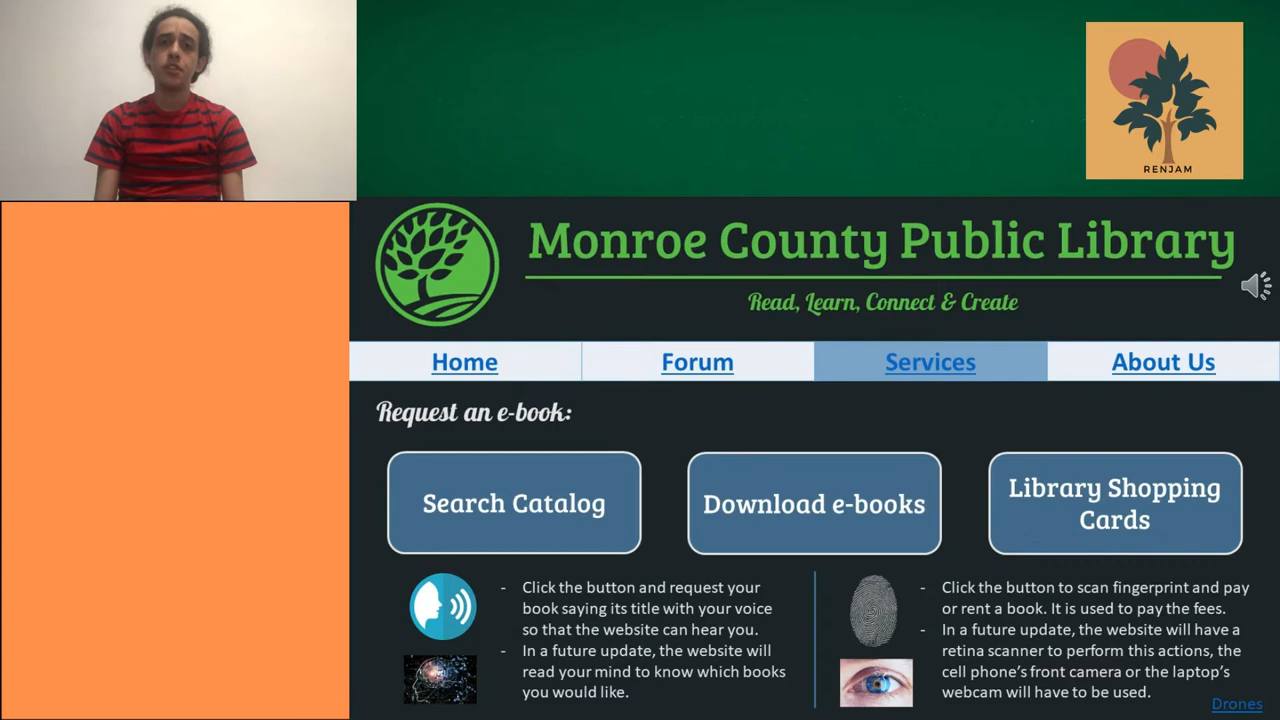 RENJAM
Monroe County Public Library
Read, Learn, Connect & Create
Home
Forum
Services
About Us
Request an e-book:
Search Catalog
Download e-books
Library Shopping
Cards
- Click the button and request your
book saying its title with your voice
so that the website can hear you.
- In a future update, the website will
read your mind to know which books
you would like.
- Click the button to scan fingerprint and pay
or rent a book. It is used to pay the fees.
- In a future update, the website will have a
retina scanner to perform this actions, the
cell phone’s front camera or the laptop’s
webcam will have to be used.
Drones